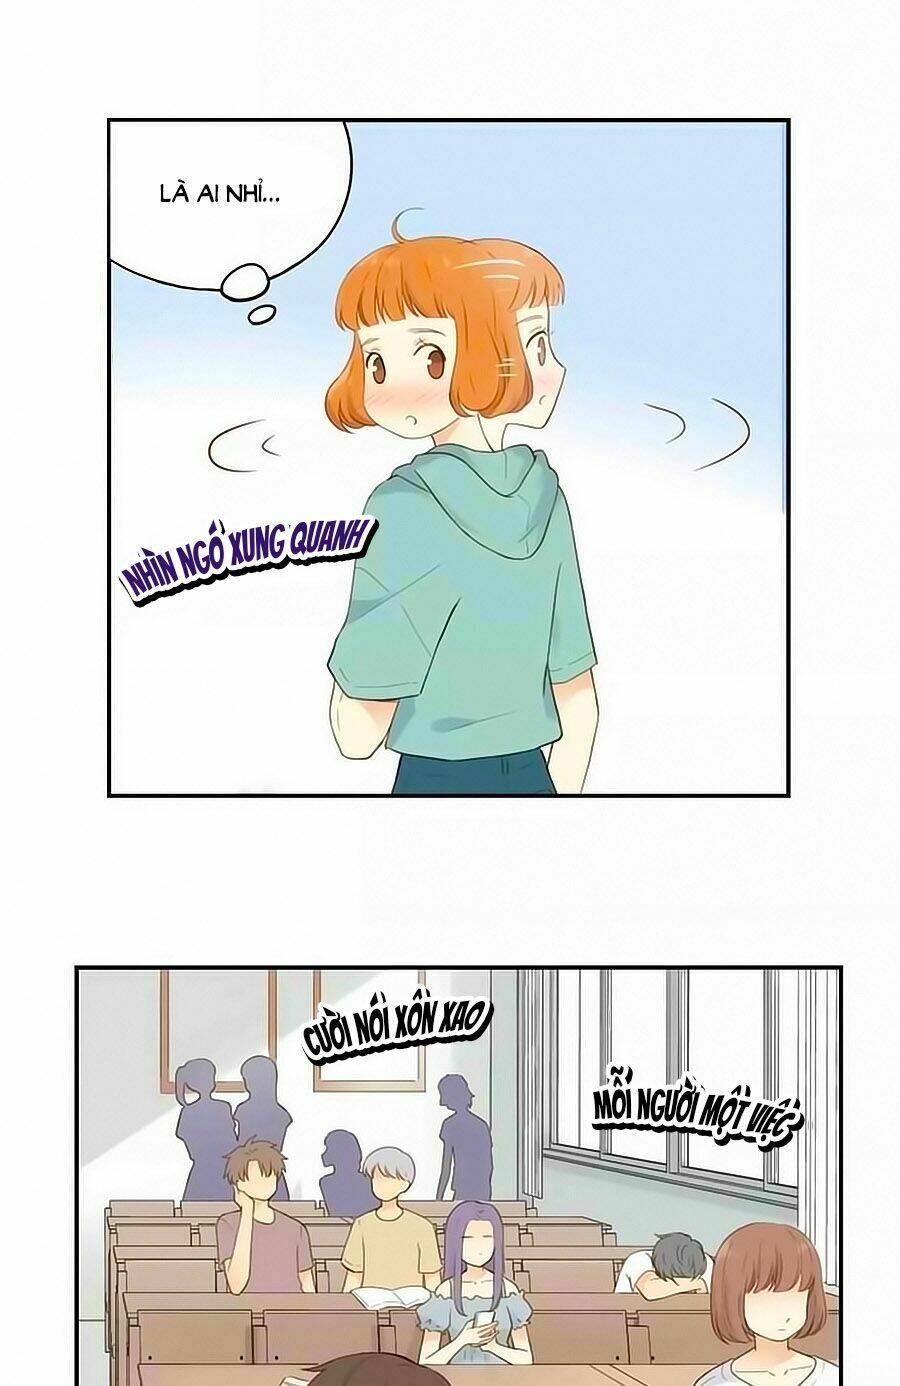 LÀ AI NHỈ...
NHÌN NGÓ XUNG QUANH
CƯỜI NÓI XÔN XAO
MỖI NGƯỜI MỘT VIỆC